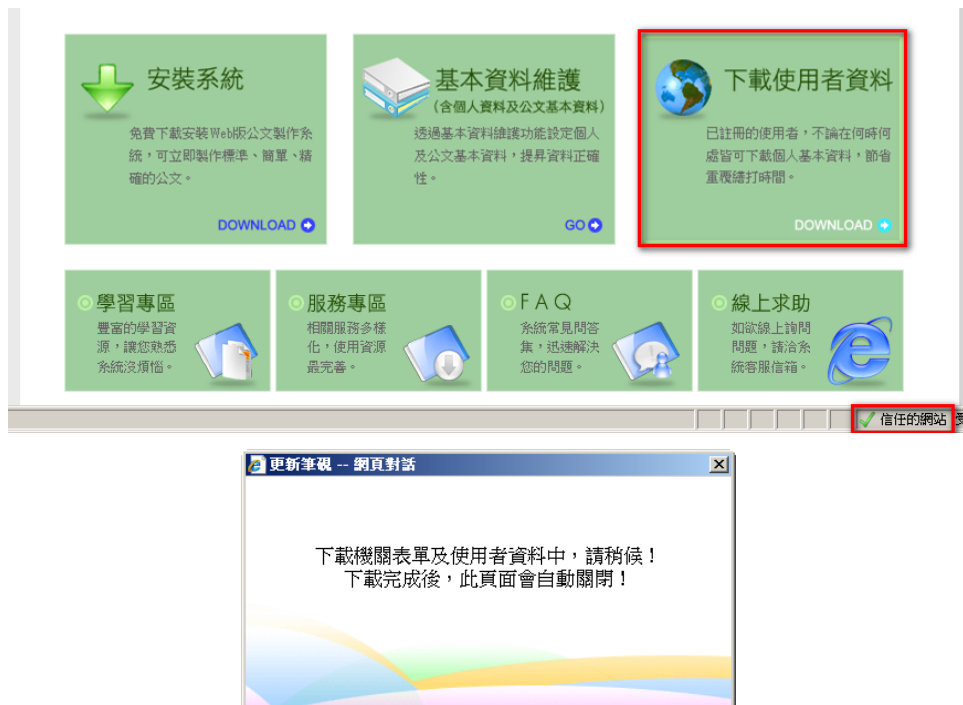 安裝系統
免費下載安裝Web版公文製作系
統，可立即製作標準、簡單、精
確的公文。
DOWNLOAD
基本資料維護
(含個人資料及公文基本資料)
透過基本資料維護功能設定個人
及公文基本資料，提昇資料正確
性。
GO
下載使用者資料
已註冊的使用者，不論在何時何
處皆可下載個人基本資料，節省
重覆繕打時間。
DOWNLOAD
學習專區
豐富的學習資
源，讓您熟悉
系統沒煩惱。
服務專區
相關服務多樣
化，使用資源
最完善。
FAQ
系統常見問答
集，迅速解決
您的問題。
線上求助
如欲線上詢問
問題，請洽系
統客服信箱。
信任的網站
更新筆硯 -- 網頁對話
下載機關表單及使用者資料中，請稍候！
下載完成後，此頁面會自動關閉！